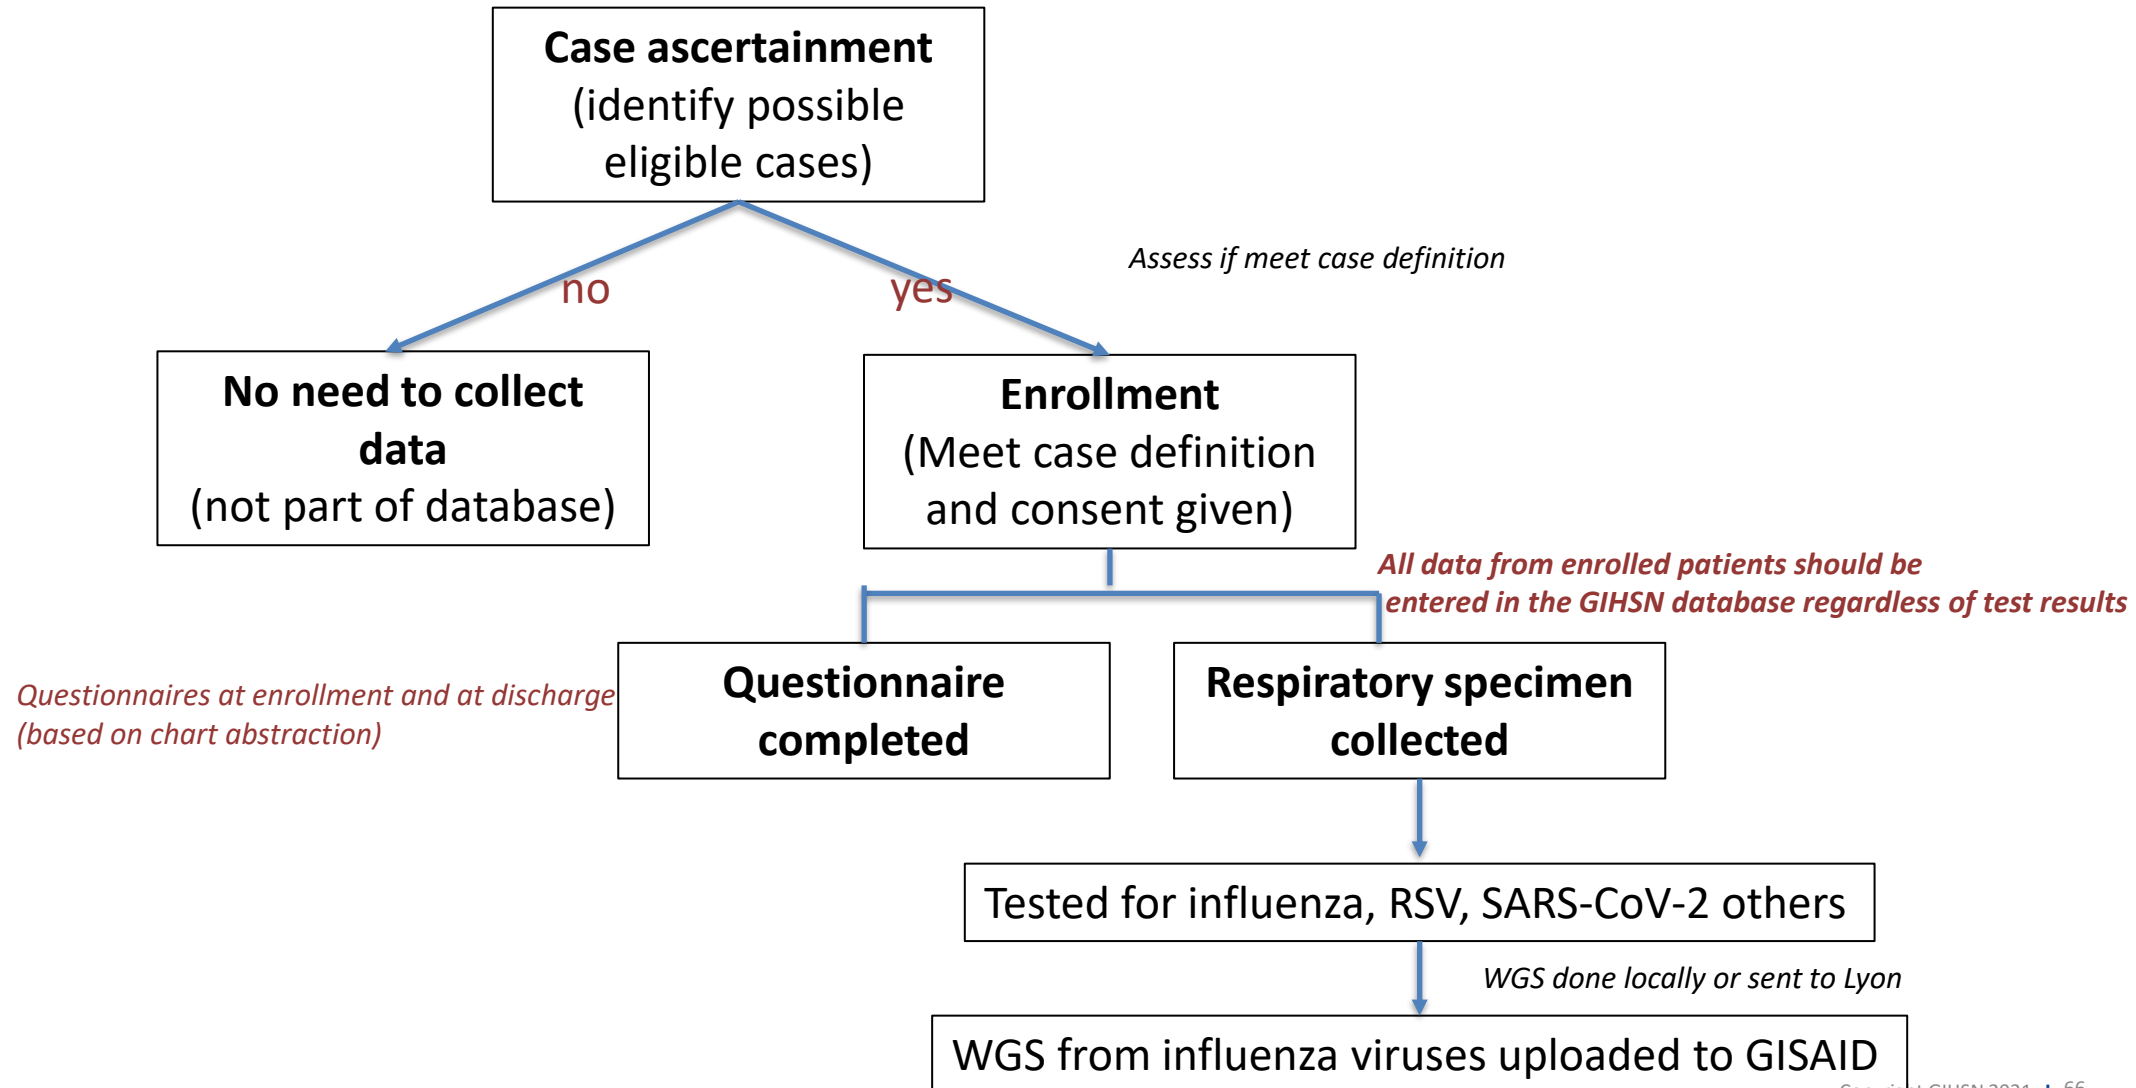 Case ascertainment
(identify possible
eligible cases)
Assess if meet case definition
no
yes
No need to collect
data
(not part of database)
Enrollment
(Meet case definition
and consent given)
All data from enrolled patients should be
entered in the GIHSN database regardless of test results
Questionnaires at enrollment and at discharge
(based on chart abstraction)
Questionnaire
completed
Respiratory specimen
collected
Tested for influenza, RSV, SARS-CoV-2 others
WGS done locally or sent to Lyon
WGS from influenza viruses uploaded to GISAID
Copyright GIHSN 2021 | 66